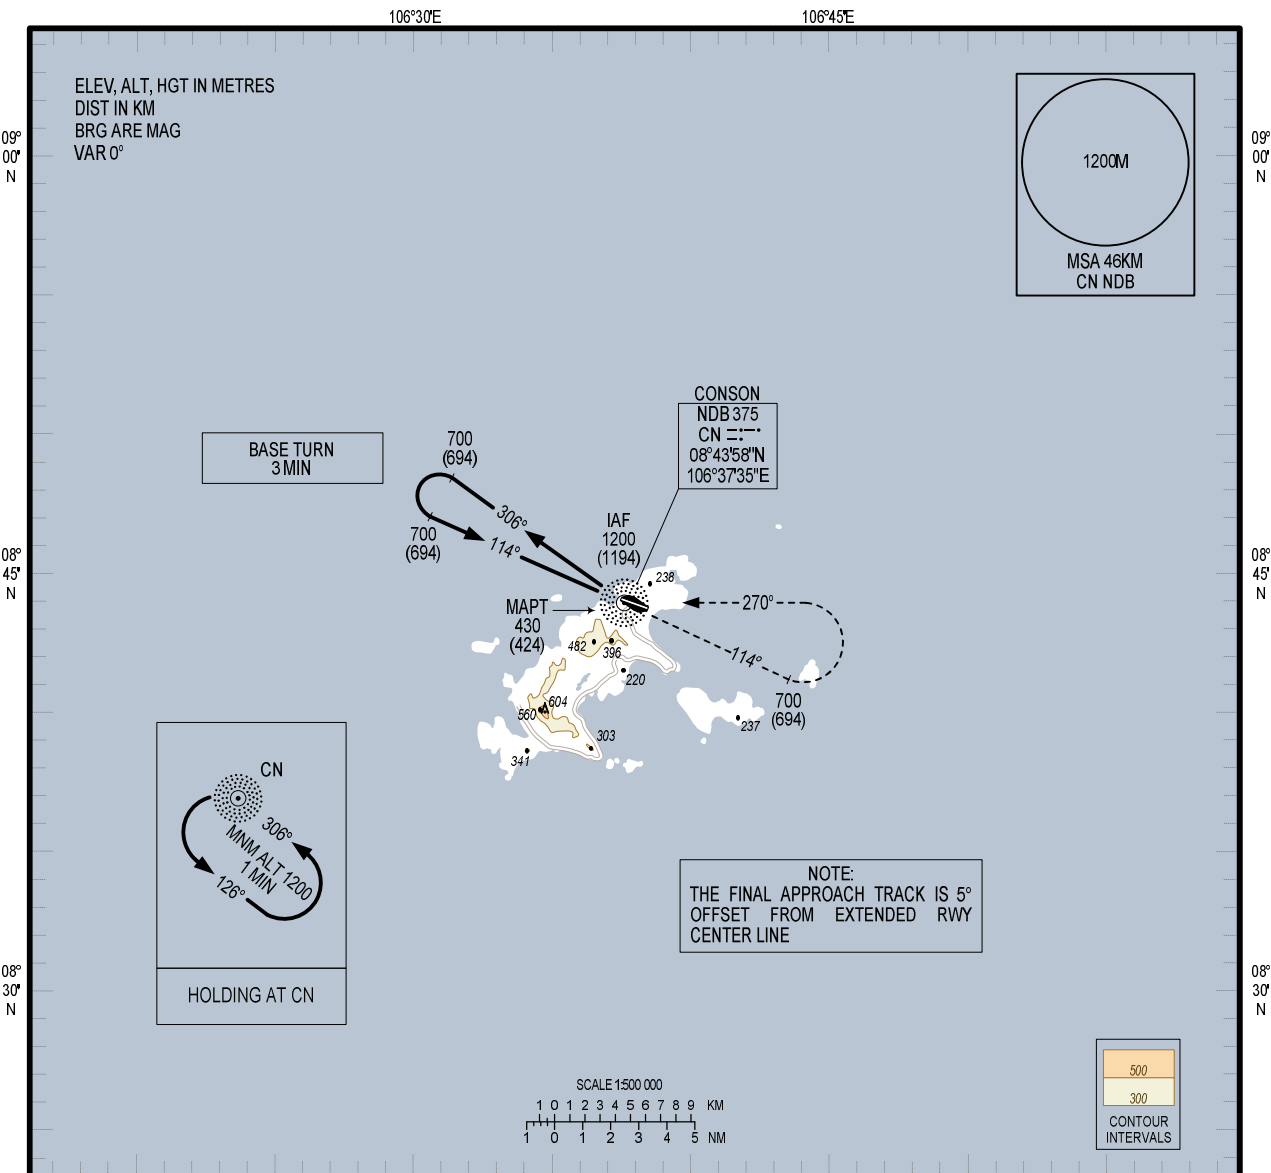 106°30'E
106°45'E
ELEV, ALT, HGT IN METRES
DIST IN KM
BRG ARE MAG
VAR 0°
09°
00'
N
09°
00'
N
1200M
MSA 46KM
CN NDB
CONSON
NDB 375
CN
08°43'58"N
106°37'35"E
BASE TURN
3 MIN
700
(694)
306°
114°
700
(694)
IAF
1200
(1194)
08°
45'
N
08°
45'
N
238
MAPT
430
(424)
270°
114°
482
396
220
700
(694)
604
560
237
303
341
CN
306°
MNM ALT 1200
1 MIN
126°
HOLDING AT CN
NOTE:
THE FINAL APPROACH TRACK IS 5°
OFFSET FROM EXTENDED RWY
CENTER LINE
08°
30'
N
08°
30'
N
500
300
CONTOUR
INTERVALS
SCALE 1:500 000
1 0 1 2 3 4 5 6 7 8 9 KM
1 0 1 2 3 4 5 NM